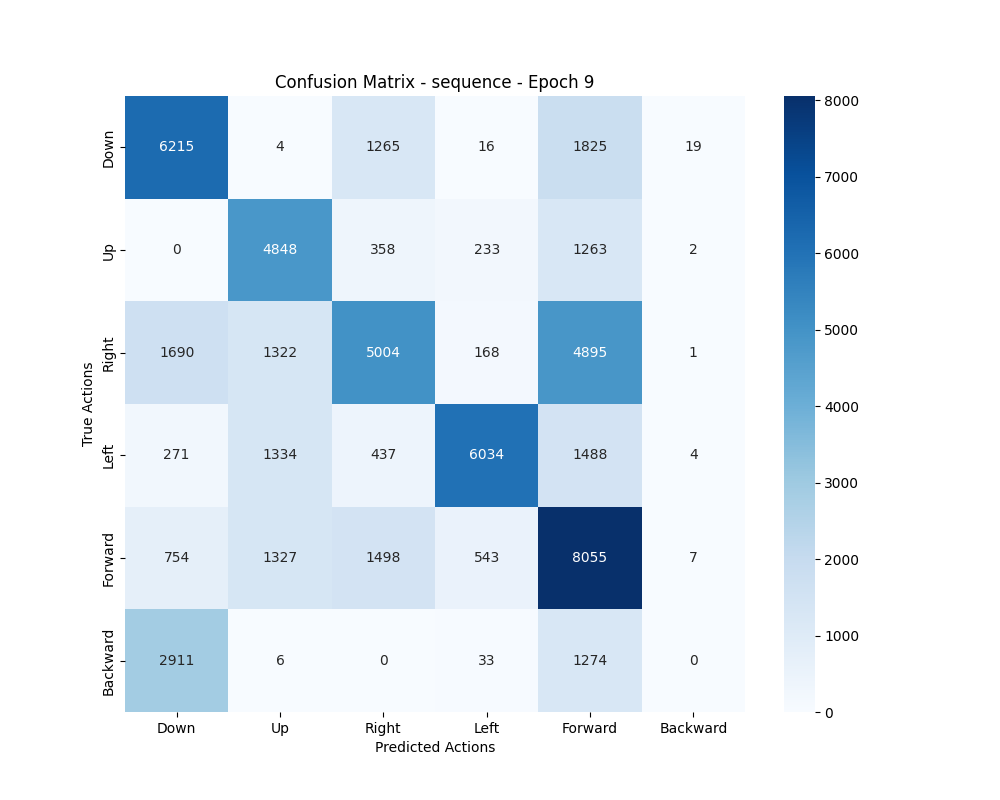 Confusion Matrix - sequence - Epoch 9
True Actions
Down 6215 4 1265 16 1825 19
Up 0 4848 358 233 1263 2
Right 1690 1322 5004 168 4895 1
Left 271 1334 437 6034 1488 4
Forward 754 1327 1498 543 8055 7
Backward 2911 6 0 33 1274 0
Down Up Right Left Forward Backward
Predicted Actions
8000
7000
6000
5000
4000
3000
2000
1000
0